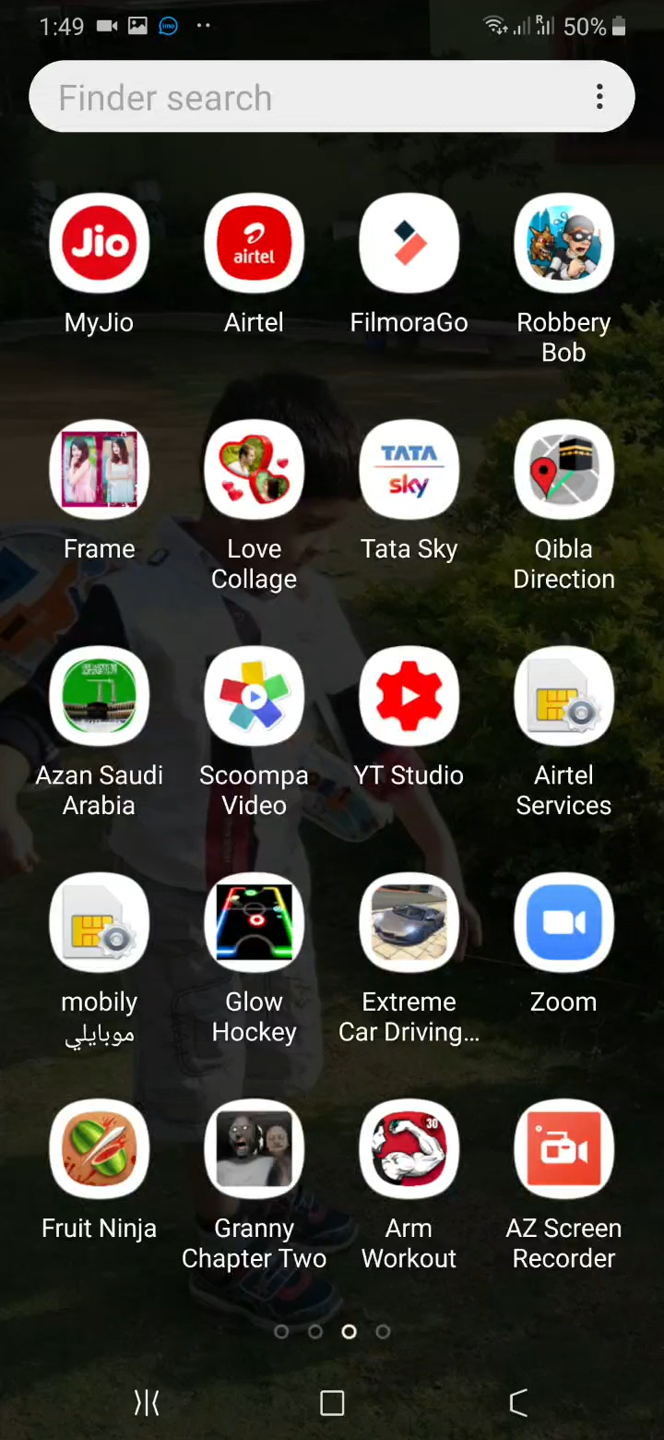 1:49
imo
R
50%
Finder search
Jio
airtel
MyJio
Airtel
FilmoraGo
Robbery
Bob
TATA
sky
Frame
Love
Collage
Tata Sky
Qibla
Direction
Azan Saudi
Arabia
Scoompa
Video
YT Studio
Airtel
Services
mobily
موبايلي
Glow
Hockey
Extreme
Car Driving...
Zoom
30
Fruit Ninja
Granny
Chapter Two
Arm
Workout
AZ Screen
Recorder